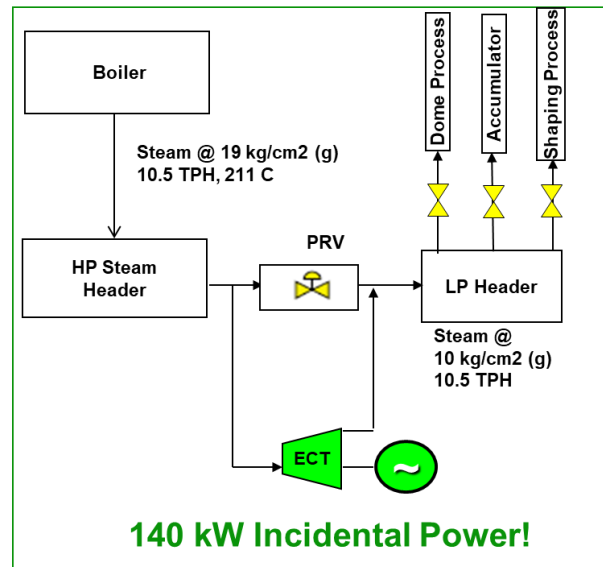 Boiler
Dome Process
Accumulator
Shaping Process
Steam @ 19 kg/cm2 (g)
10.5 TPH, 211 C
HP Steam
Header
PRV
LP Header
Steam @
10 kg/cm2 (g)
10.5 TPH
ECT
~
140 kW Incidental Power!